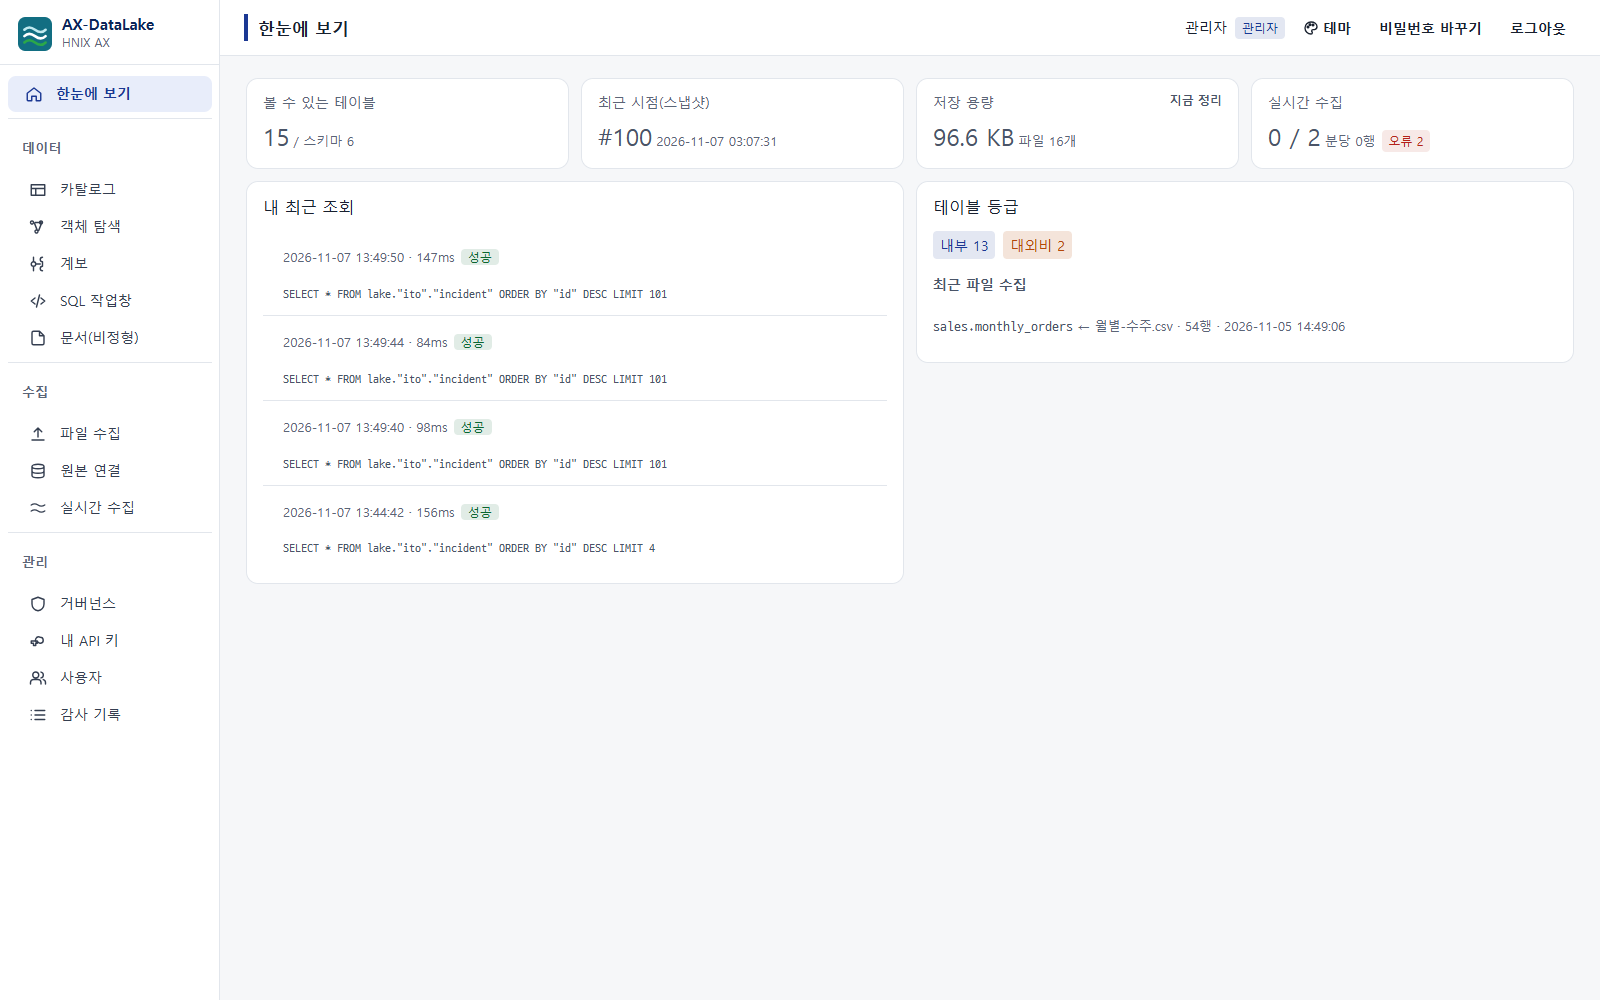 AX-DataLake
HNIX AX
한눈에 보기
데이터
카탈로그
객체 탐색
계보
SQL 작업창
문서(비정형)
수집
파일 수집
원본 연결
실시간 수집
관리
거버넌스
내 API 키
사용자
감사 기록
한눈에 보기
관리자 관리자 테마 비밀번호 바꾸기 로그아웃
볼 수 있는 테이블
15 / 스키마 6
최근 시점(스냅샷)
#100 2026-11-07 03:07:31
저장 용량 지금 정리
96.6 KB 파일 16개
실시간 수집
0 / 2 분당 0행 오류 2
내 최근 조회
2026-11-07 13:49:50 · 147ms 성공
SELECT * FROM lake."ito"."incident" ORDER BY "id" DESC LIMIT 101
2026-11-07 13:49:44 · 84ms 성공
SELECT * FROM lake."ito"."incident" ORDER BY "id" DESC LIMIT 101
2026-11-07 13:49:40 · 98ms 성공
SELECT * FROM lake."ito"."incident" ORDER BY "id" DESC LIMIT 101
2026-11-07 13:44:42 · 156ms 성공
SELECT * FROM lake."ito"."incident" ORDER BY "id" DESC LIMIT 4
테이블 등급
내부 13 대외비 2
최근 파일 수집
sales.monthly_orders ← 월별-수주.csv · 54행 · 2026-11-05 14:49:06